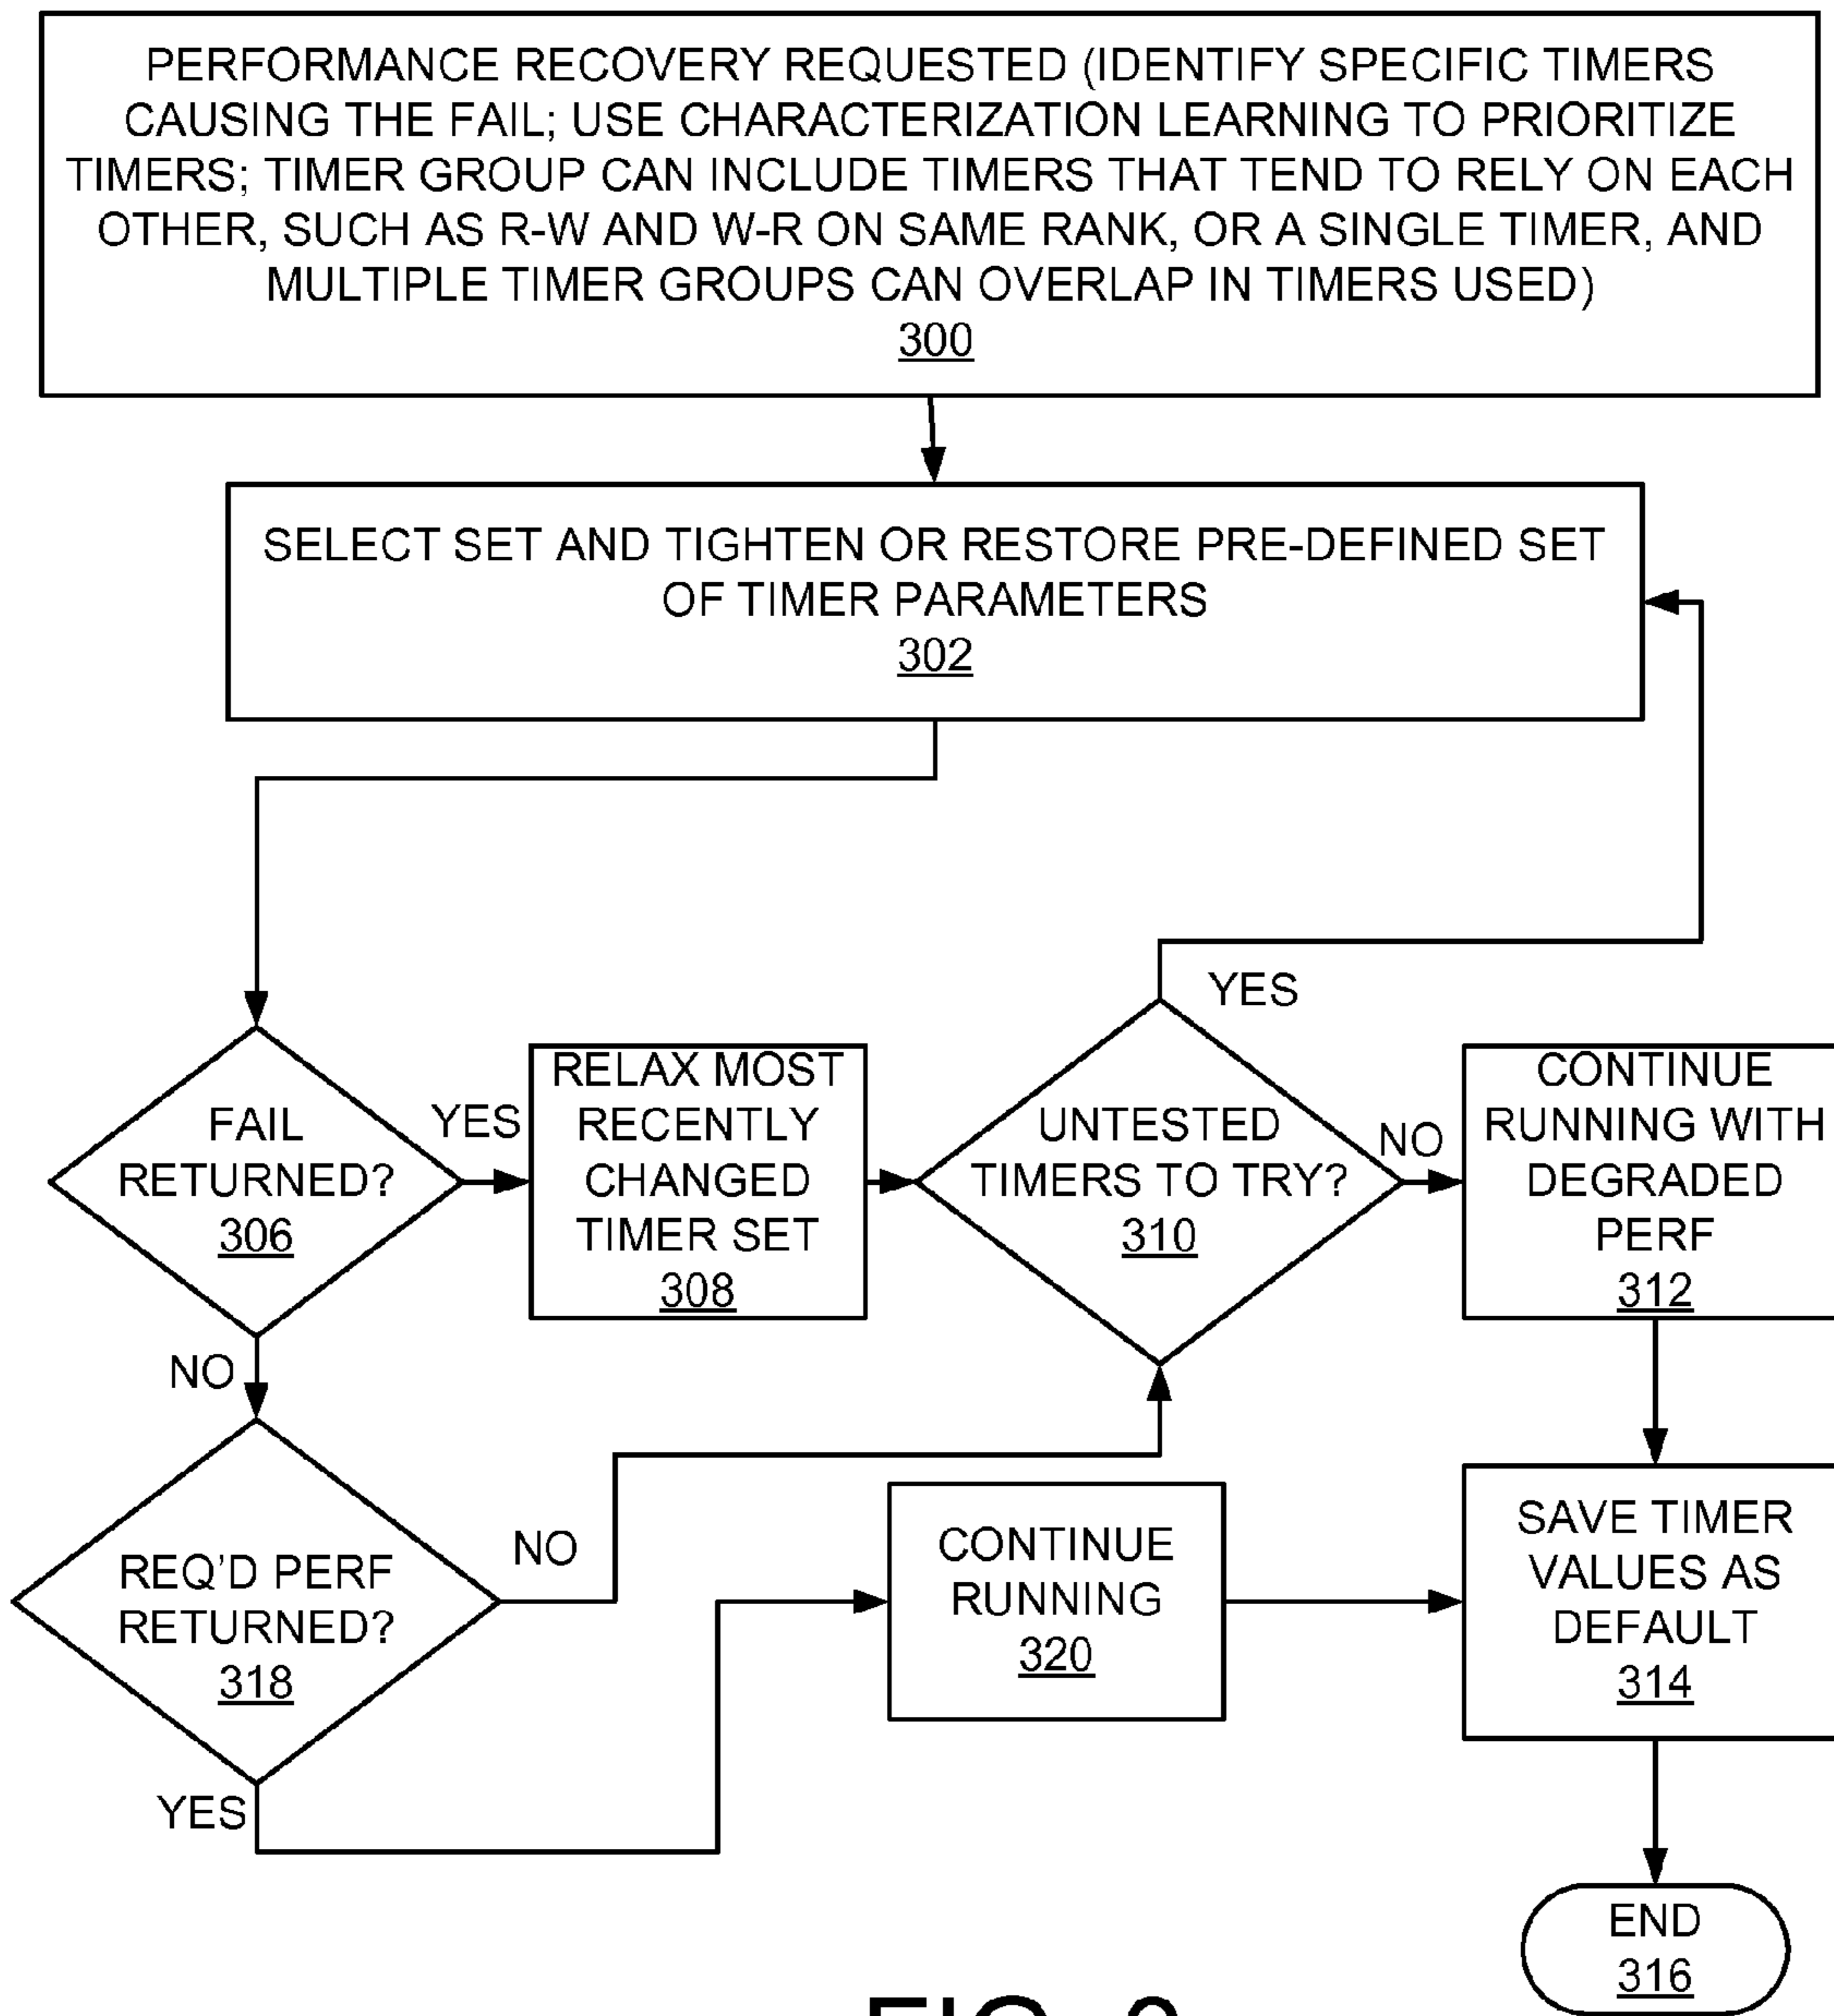 PERFORMANCE RECOVERY REQUESTED (IDENTIFY SPECIFIC TIMERS
CAUSING THE FAIL; USE CHARACTERIZATION LEARNING TO PRIORITIZE
TIMERS; TIMER GROUP CAN INCLUDE TIMERS THAT TEND TO RELY ON EACH
OTHER, SUCH AS R-W AND W-R ON SAME RANK, OR A SINGLE TIMER, AND
MULTIPLE TIMER GROUPS CAN OVERLAP IN TIMERS USED)
300
SELECT SET AND TIGHTEN OR RESTORE PRE-DEFINED SET
OF TIMER PARAMETERS
302
FAIL
RETURNED?
306
YES
NO
RELAX MOST
RECENTLY
CHANGED
TIMER SET
308
UNTESTED
TIMERS TO TRY?
310
YES
NO
CONTINUE
RUNNING WITH
DEGRADED
PERF
312
REQ'D PERF
RETURNED?
318
NO
YES
CONTINUE
RUNNING
320
SAVE TIMER
VALUES AS
DEFAULT
314
END
316
FIG.